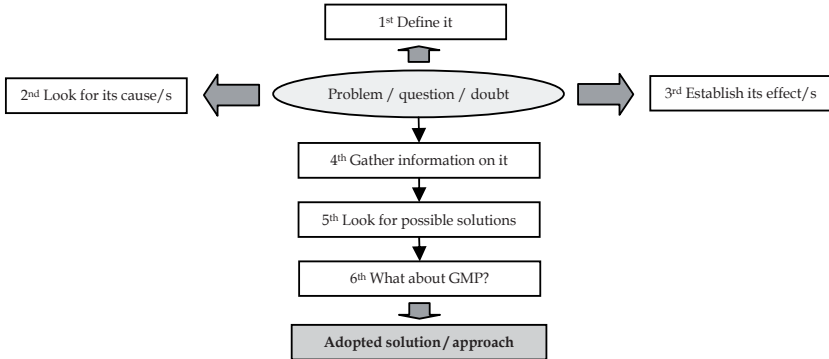 1st Define it
2nd Look for its cause/s
Problem / question / doubt
3rd Establish its effect/s
4th Gather information on it
5th Look for possible solutions
6th What about GMP?
Adopted solution / approach